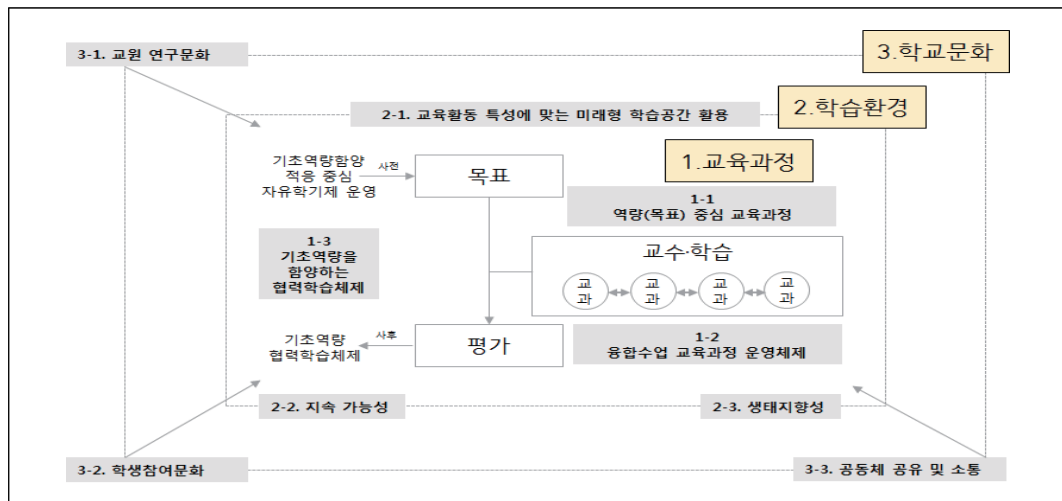 3-1. 교원 연구문화
3.학교문화
2-1. 교육활동 특성에 맞는 미래형 학습공간 활용
2.학습환경
기초역량함양
적응 중심
자유학기제 운영
사전
목표
1.교육과정
1-1
역량(목표) 중심 교육과정
1-3
기초역량을
함양하는
협력학습체제
교수·학습
교과
교과
교과
교과
기초역량
협력학습체제
사후
평가
1-2
융합수업 교육과정 운영체제
2-2. 지속 가능성
2-3. 생태지향성
3-2. 학생참여문화
3-3. 공동체 공유 및 소통